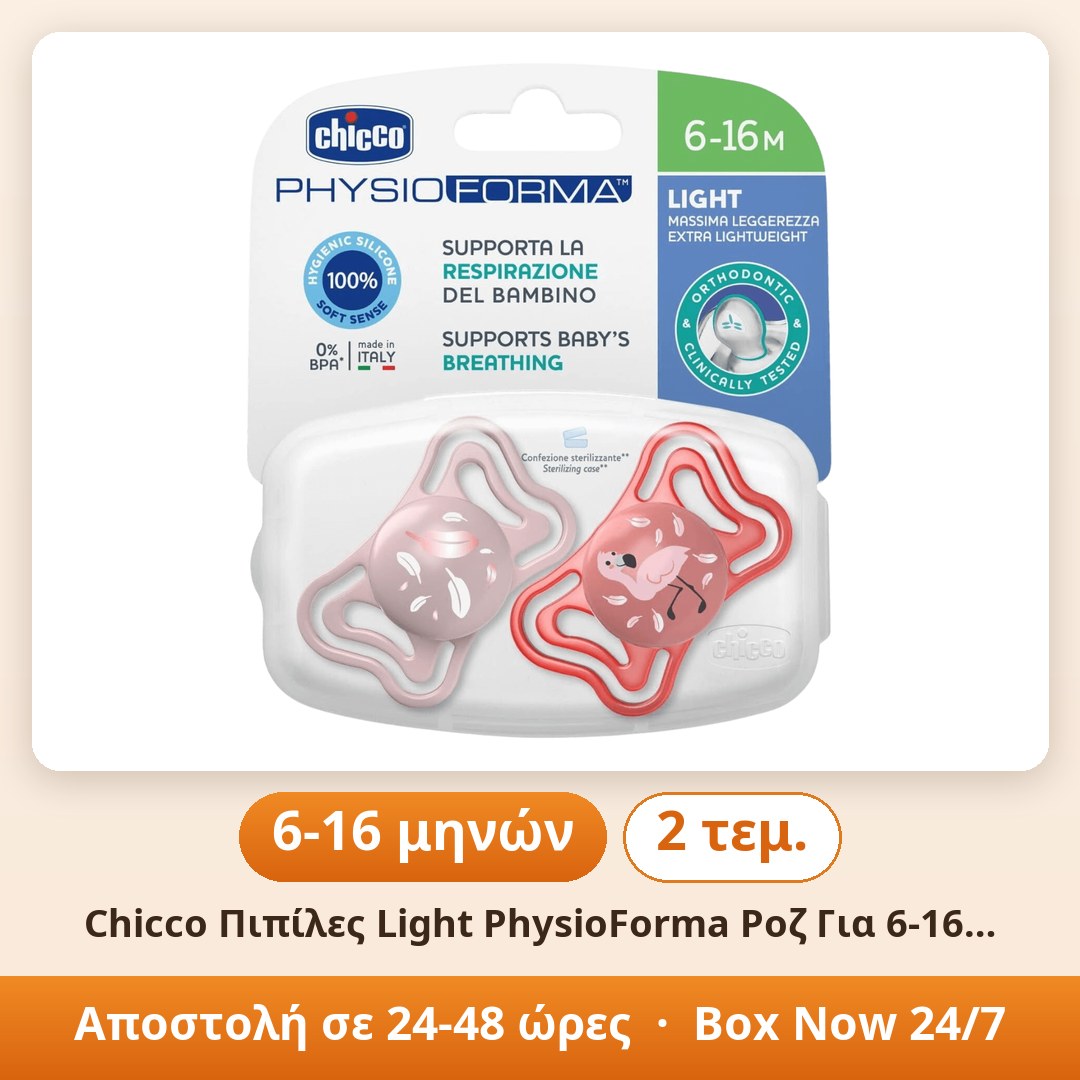 chicco
PHYSIOFORMA™
6-16M
LIGHT
MASSIMA LEGGEREZZA
EXTRA LIGHTWEIGHT
HYGIENIC SILICONE
100%
SOFT SENSE
SUPPORTA LA
RESPIRAZIONE
DEL BAMBINO
SUPPORTS BABY'S
BREATHING
0%
BPA*
made in
ITALY
ORTHODONTIC
& CLINICALLY TESTED &
Confezione sterilizzante**
Sterilizing case**
chicco
6-16 μηνών
2 τεμ.
Chicco Πιπίλες Light PhysioForma Ροζ Για 6-16...
Αποστολή σε 24-48 ώρες · Box Now 24/7